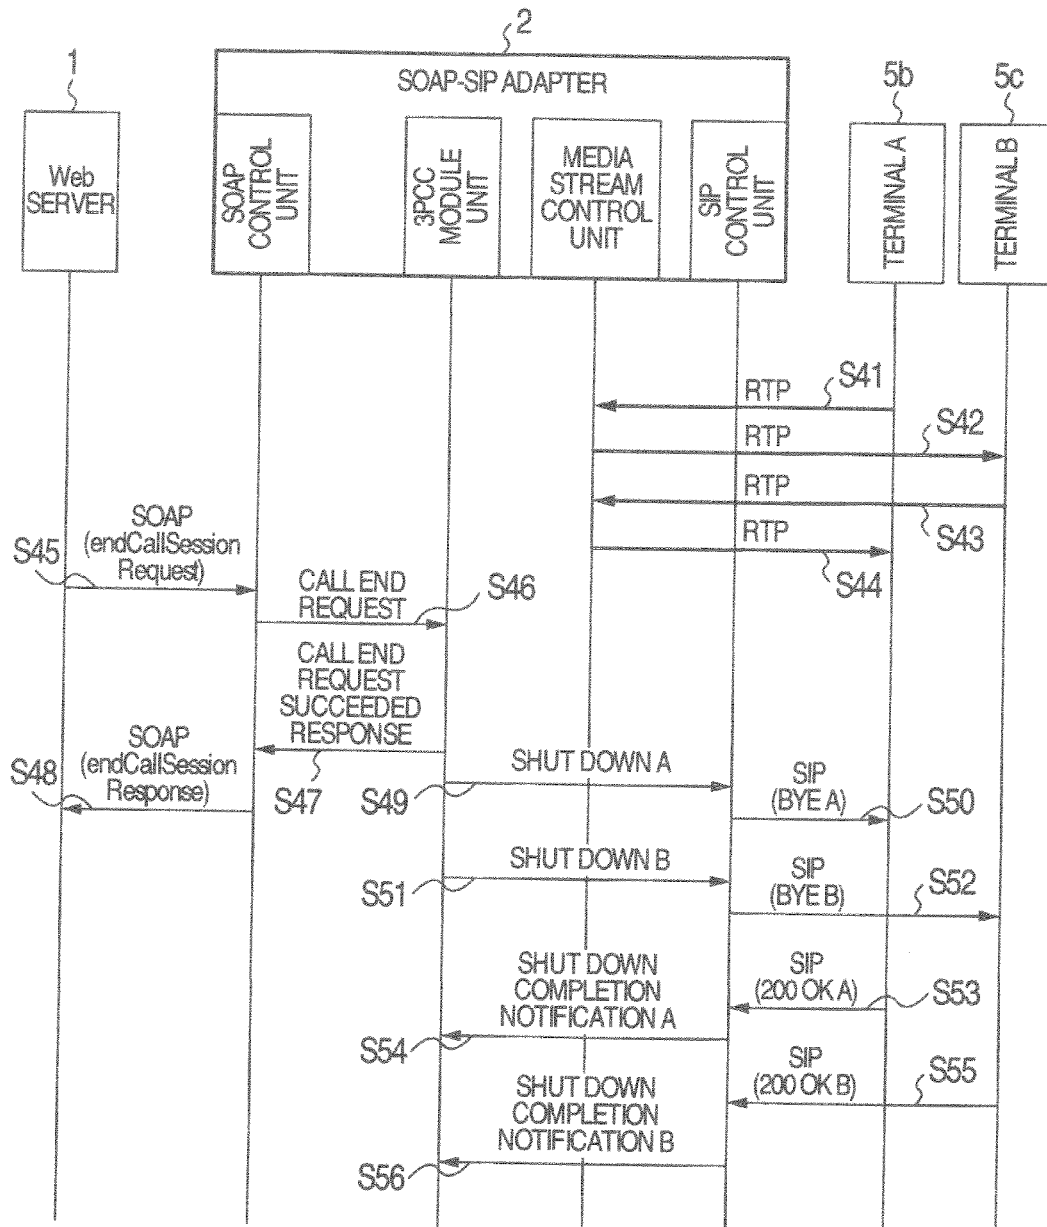 2
1
SOAP-SIP ADAPTER
5b
5c
Web
SERVER
SOAP
CONTROL
UNIT
3PCC
MODULE
UNIT
MEDIA
STREAM
CONTROL
UNIT
SIP
CONTROL
UNIT
TERMINAL A
TERMINAL B
RTP
S41
RTP
S42
RTP
S43
RTP
S44
SOAP
(endCallSession
Request)
S45
CALL END
REQUEST
S46
CALL END
REQUEST
SUCCEEDED
RESPONSE
S47
SOAP
(endCallSession
Response)
S48
SHUT DOWN A
S49
SIP
(BYE A)
S50
SHUT DOWN B
S51
SIP
(BYE B)
S52
SIP
(200 OK A)
S53
SHUT DOWN
COMPLETION
NOTIFICATION A
S54
SIP
(200 OK B)
S55
SHUT DOWN
COMPLETION
NOTIFICATION B
S56